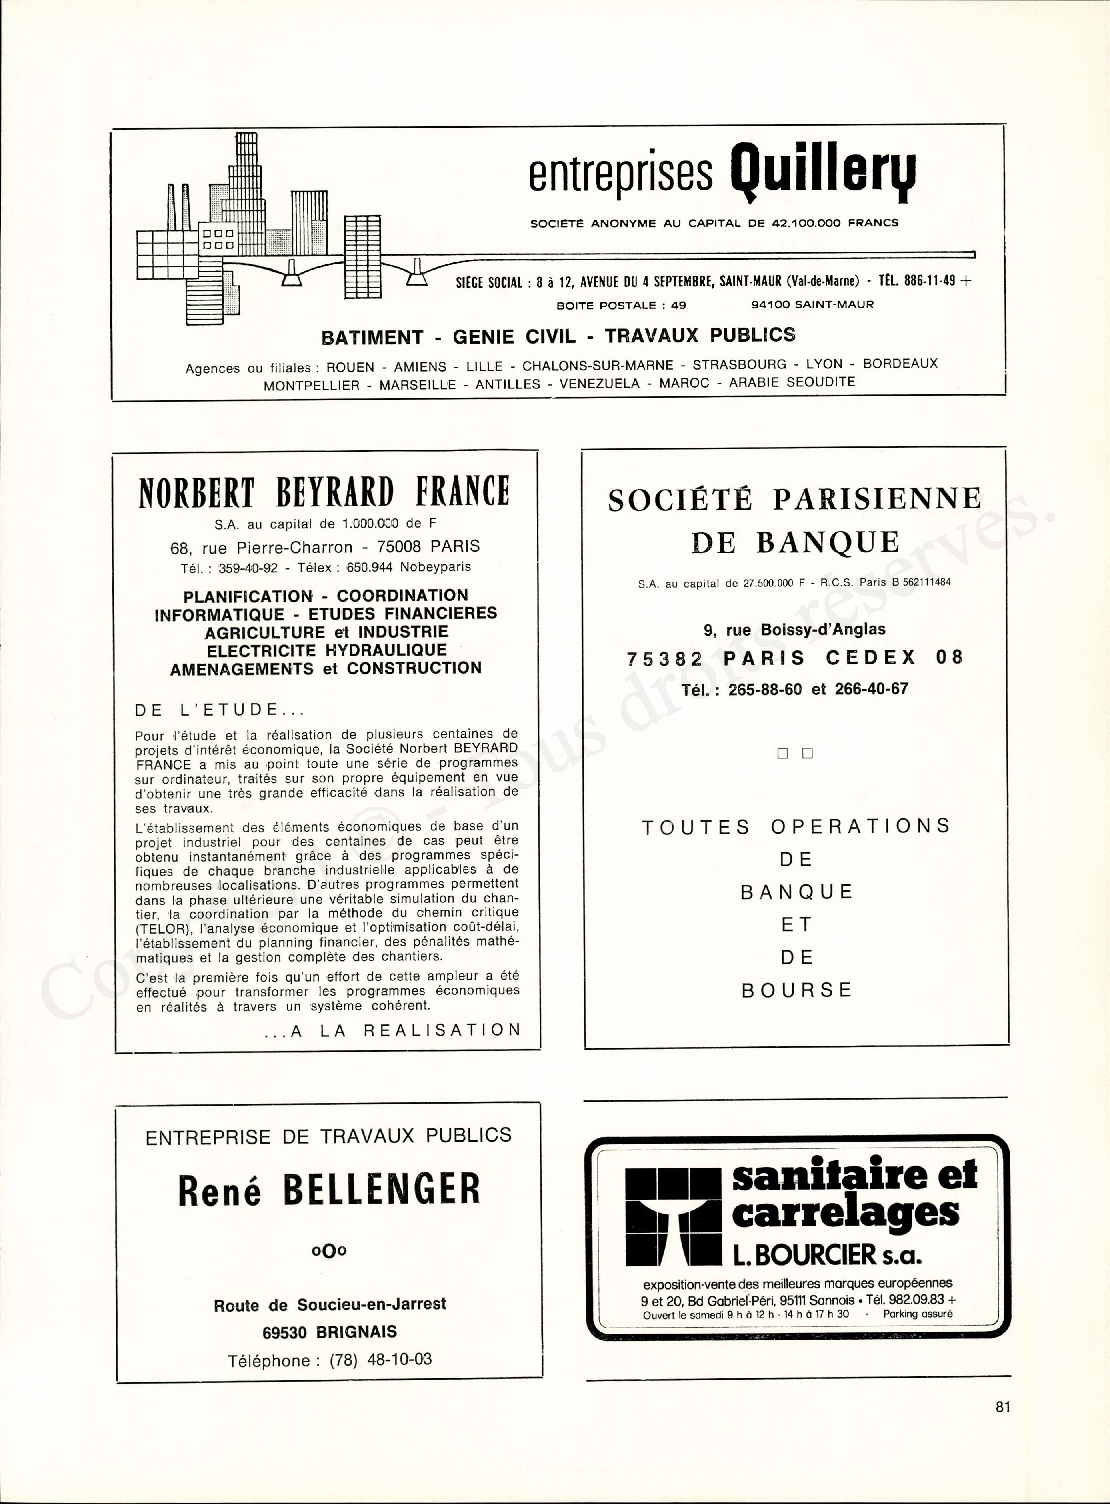 entreprises Quillery
SOCIÉTÉ ANONYME AU CAPITAL DE 42.100.000 FRANCS
SIÈGE SOCIAL : 8 à 12, AVENUE DU 4 SEPTEMBRE, SAINT-MAUR (Val-de-Marne) - TÉL. 886-11-49 +
BOITE POSTALE : 49 94100 SAINT-MAUR
BATIMENT - GENIE CIVIL - TRAVAUX PUBLICS
Agences ou filiales : ROUEN - AMIENS - LILLE - CHALONS-SUR-MARNE - STRASBOURG - LYON - BORDEAUX
MONTPELLIER - MARSEILLE - ANTILLES - VENEZUELA - MAROC - ARABIE SEOUDITE
NORBERT BEYRARD FRANCE
S.A. au capital de 1.000.000 de F
68, rue Pierre-Charron - 75008 PARIS
Tél. : 359-40-92 - Télex : 650.944 Nobeyparis
PLANIFICATION - COORDINATION
INFORMATIQUE - ETUDES FINANCIERES
AGRICULTURE et INDUSTRIE
ELECTRICITE HYDRAULIQUE
AMENAGEMENTS et CONSTRUCTION
DE L'ETUDE...
Pour l'étude et la réalisation de plusieurs centaines de
projets d'intérêt économique, la Société Norbert BEYRARD
FRANCE a mis au point toute une série de programmes
sur ordinateur, traités sur son propre équipement en vue
d'obtenir une très grande efficacité dans la réalisation de
ses travaux.
L'établissement des éléments économiques de base d'un
projet industriel pour des centaines de cas peut être
obtenu instantanément grâce à des programmes spéci-
fiques de chaque branche industrielle applicables à de
nombreuses localisations. D'autres programmes permettent
dans la phase ultérieure une véritable simulation du chan-
tier, la coordination par la méthode du chemin critique
(TELOR), l'analyse économique et l'optimisation coût-délai,
l'établissement du planning financier, des pénalités mathé-
matiques et la gestion complète des chantiers.
C'est la première fois qu'un effort de cette ampleur a été
effectué pour transformer les programmes économiques
en réalités à travers un système cohérent.
...A LA REALISATION
SOCIÉTÉ PARISIENNE
DE BANQUE
S.A. au capital de 27.500.000 F - R.C.S. Paris B 562111484
9, rue Boissy-d'Anglas
75382 PARIS CEDEX 08
Tél. : 265-88-60 et 266-40-67
TOUTES OPERATIONS
DE
BANQUE
ET
DE
BOURSE
ENTREPRISE DE TRAVAUX PUBLICS
René BELLENGER
oOo
Route de Soucieu-en-Jarrest
69530 BRIGNAIS
Téléphone : (78) 48-10-03
sanitaire et
carrelages
L. BOURCIER s.a.
exposition-vente des meilleures marques européennes
9 et 20, Bd Gabriel-Péri, 95111 Sannois • Tél. 982.09.83 +
Ouvert le samedi 9 h à 12 h - 14 h à 17 h 30 - Parking assuré
81